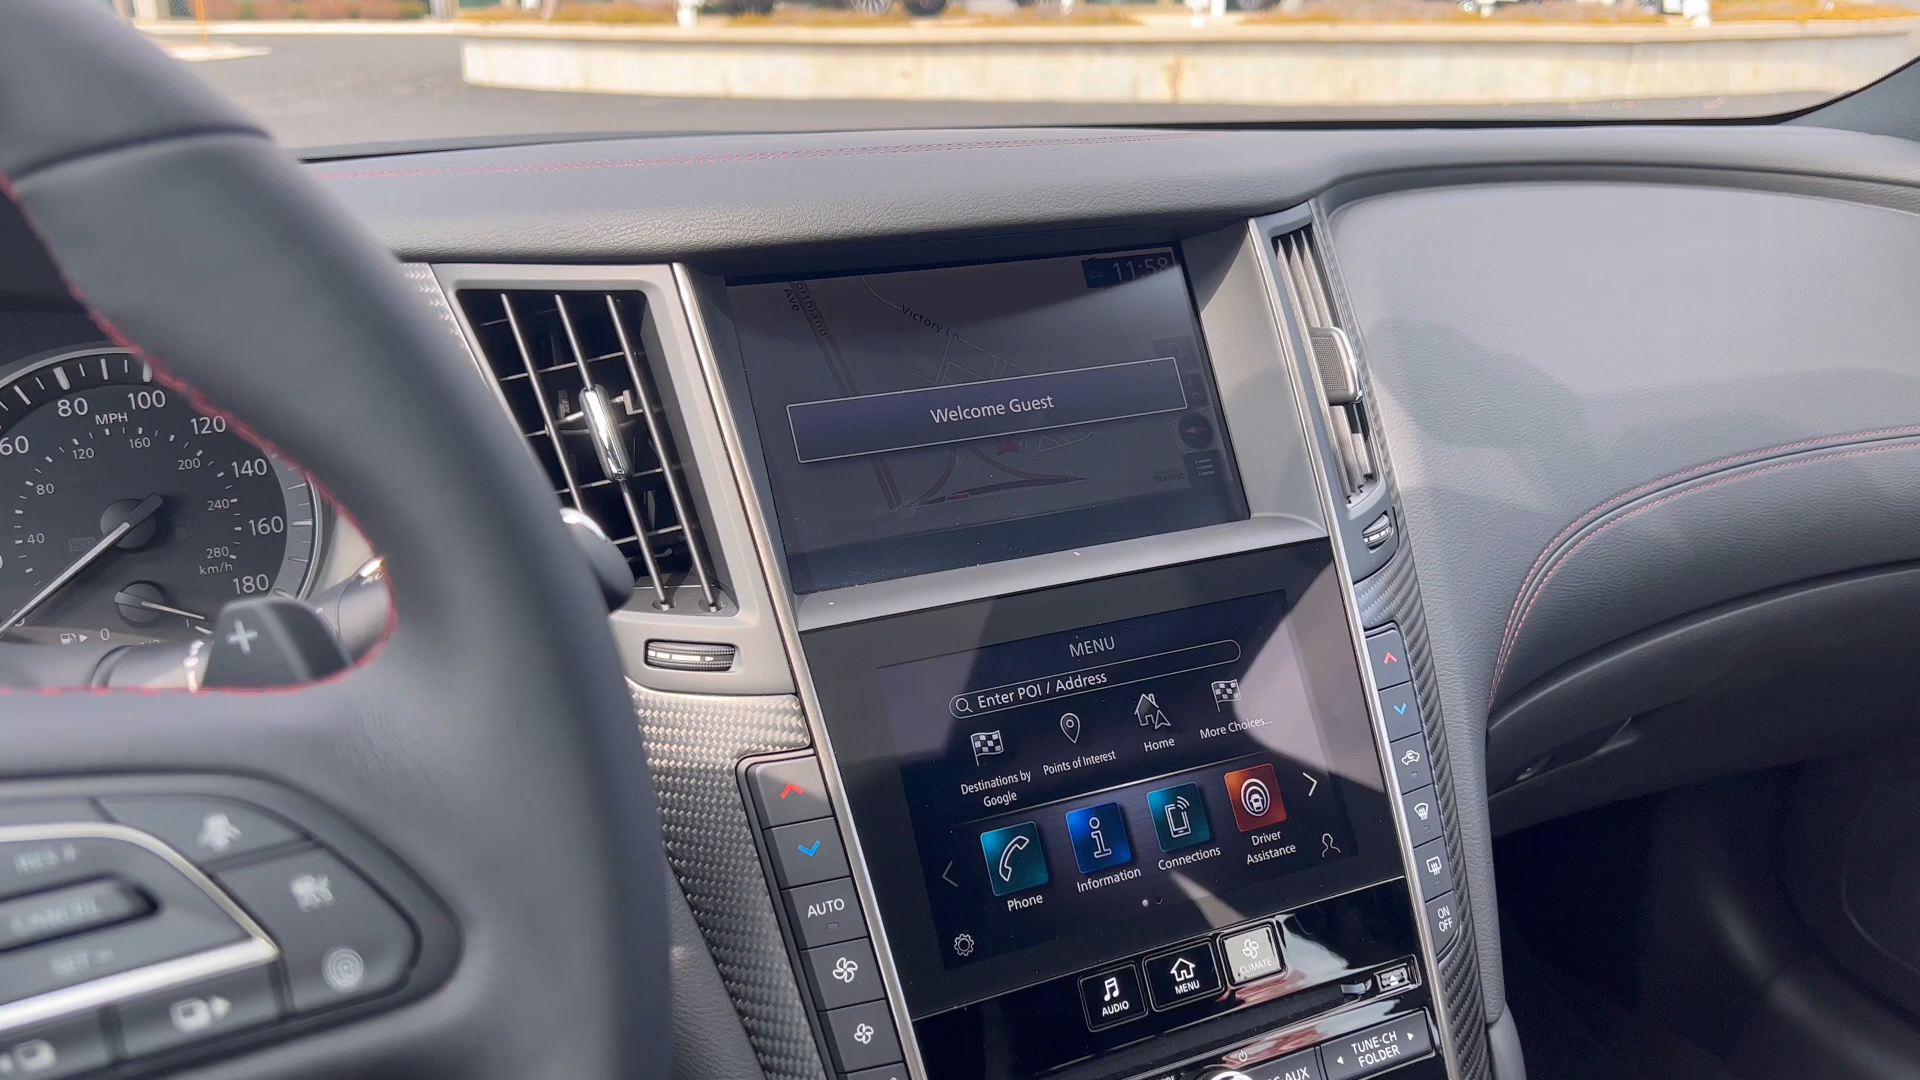 11:58
Victory Ln
Ave
Welcome Guest
60
80
100
120
140
160
180
MPH
40
80
120
160
200
240
280
km/h
0
+
MENU
Enter POI / Address
Destinations by
Google
Points of Interest
Home
More Choices...
Phone
Information
Connections
Driver
Assistance
AUTO
ON
OFF
AUDIO
MENU
CLIMATE
TUNE·CH
FOLDER
AUX
RES +
CANCEL
SET −